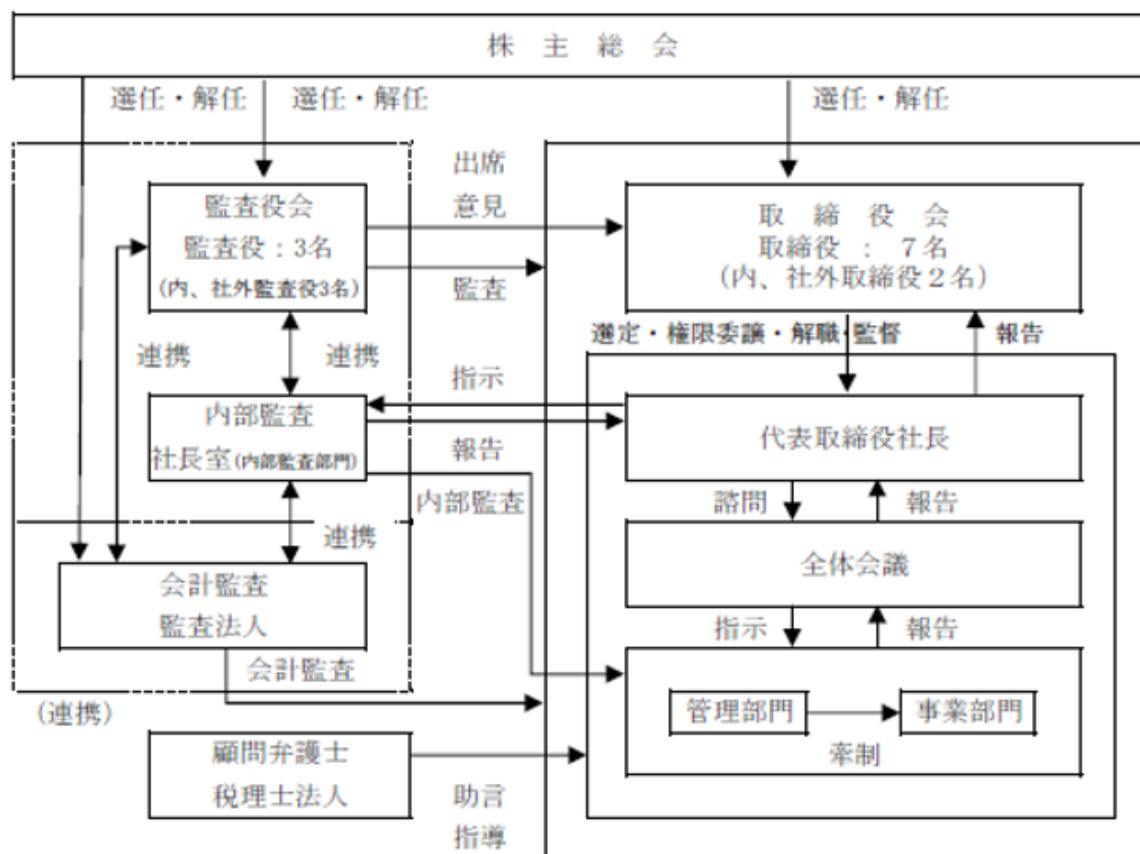 株主総会
選任・解任
選任・解任
選任・解任
出席
意見
監査役会
監査役：3名
(内、社外監査役3名)
取締役会
取締役：7名
(内、社外取締役２名)
監査
選定・権限委譲・解職・監督
報告
連携
連携
指示
内部監査
社長室(内部監査部門)
代表取締役社長
報告
内部監査
諮問
報告
連携
全体会議
会計監査
監査法人
指示
報告
会計監査
(連携)
管理部門
事業部門
牽制
顧問弁護士
税理士法人
助言
指導